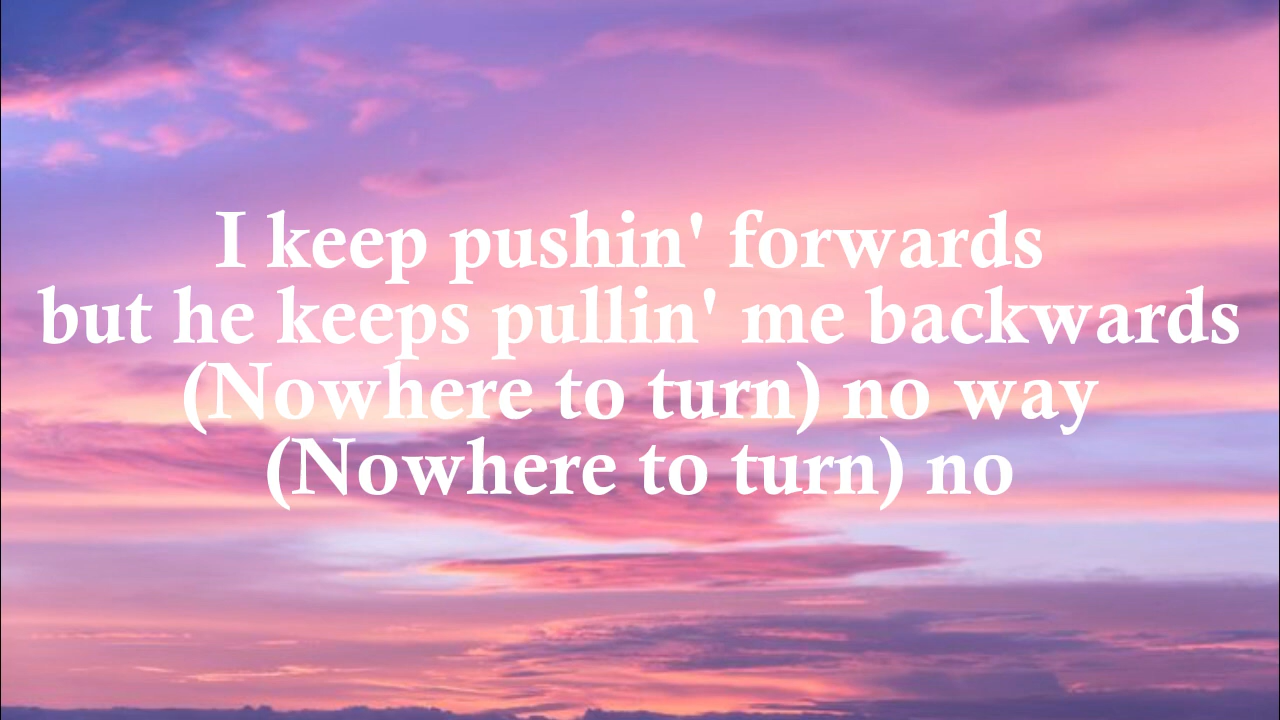 I keep pushin' forwards
but he keeps pullin' me backwards
(Nowhere to turn) no way
(Nowhere to turn) no